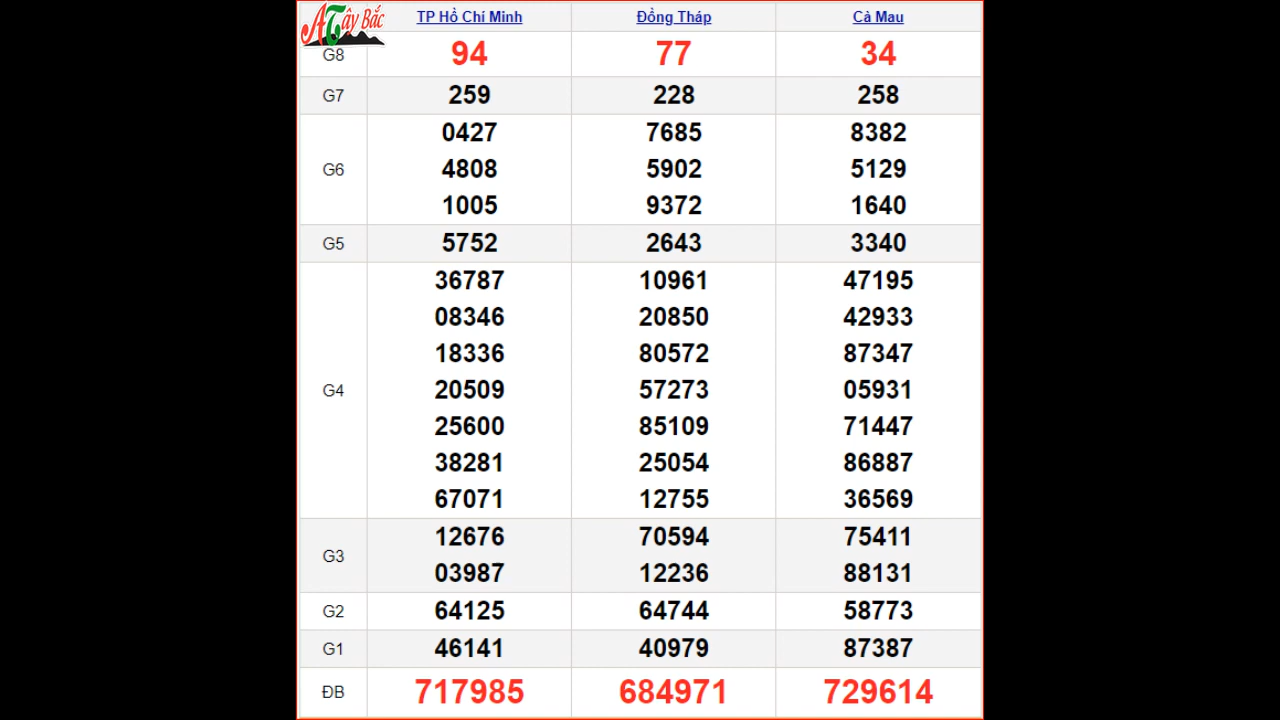 ATây Bắc
TP Hồ Chí Minh Đồng Tháp Cà Mau
G8 94 77 34
G7 259 228 258
0427 7685 8382
G6 4808 5902 5129
1005 9372 1640
G5 5752 2643 3340
36787 10961 47195
08346 20850 42933
18336 80572 87347
G4 20509 57273 05931
25600 85109 71447
38281 25054 86887
67071 12755 36569
G3 12676 70594 75411
03987 12236 88131
G2 64125 64744 58773
G1 46141 40979 87387
ĐB 717985 684971 729614